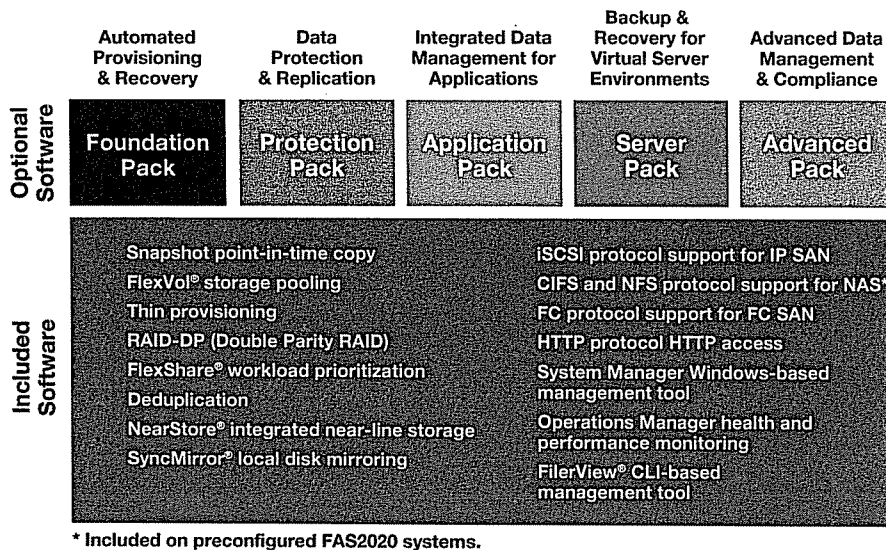 Automated
Provisioning
& Recovery
Data
Protection
& Replication
Integrated Data
Management for
Applications
Backup &
Recovery for
Virtual Server
Environments
Advanced Data
Management
& Compliance
Optional
Software
Foundation
Pack
Protection
Pack
Application
Pack
Server
Pack
Advanced
Pack
Included
Software
Snapshot point-in-time copy
FlexVol® storage pooling
Thin provisioning
RAID-DP (Double Parity RAID)
FlexShare® workload prioritization
Deduplication
NearStore® integrated near-line storage
SyncMirror® local disk mirroring
iSCSI protocol support for IP SAN
CIFS and NFS protocol support for NAS*
FC protocol support for FC SAN
HTTP protocol HTTP access
System Manager Windows-based
management tool
Operations Manager health and
performance monitoring
FilerView® CLI-based
management tool
* Included on preconfigured FAS2020 systems.